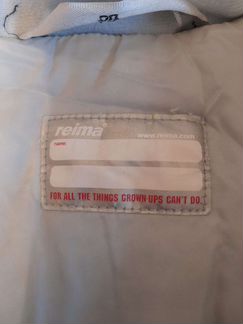 reima
www.reima.com
name:
FOR ALL THE THINGS GROWN-UPS CAN'T DO.